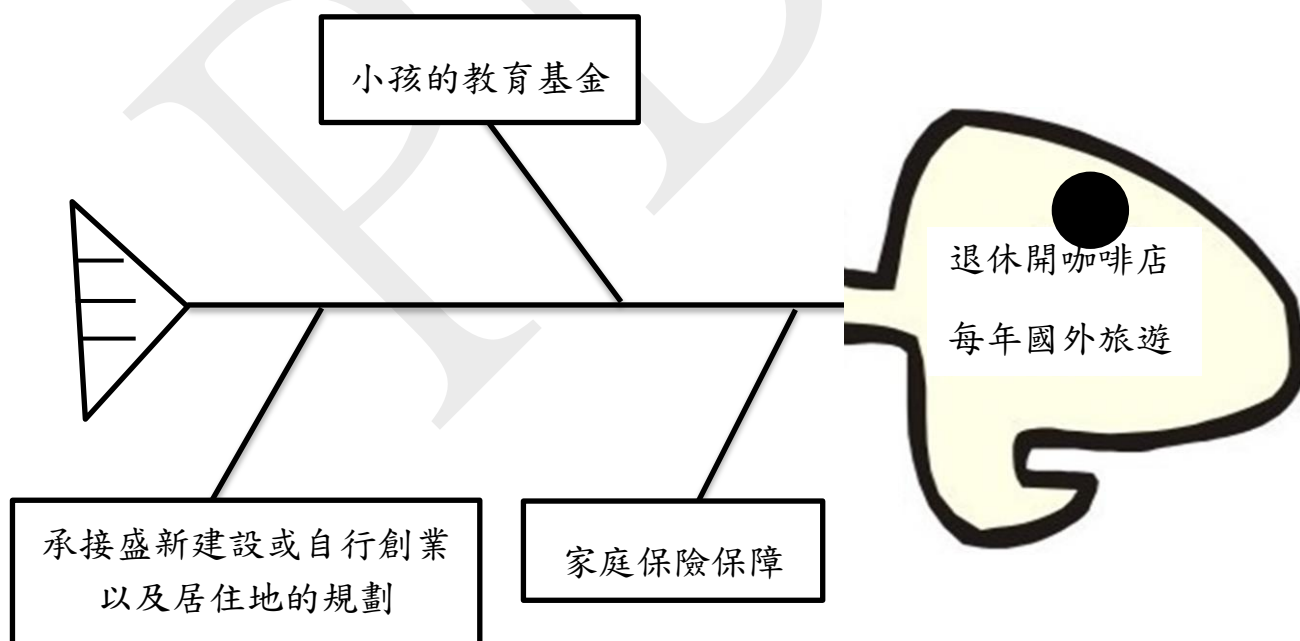 小孩的教育基金
退休開咖啡店
每年國外旅遊
承接盛新建設或自行創業
以及居住地的規劃
家庭保險保障